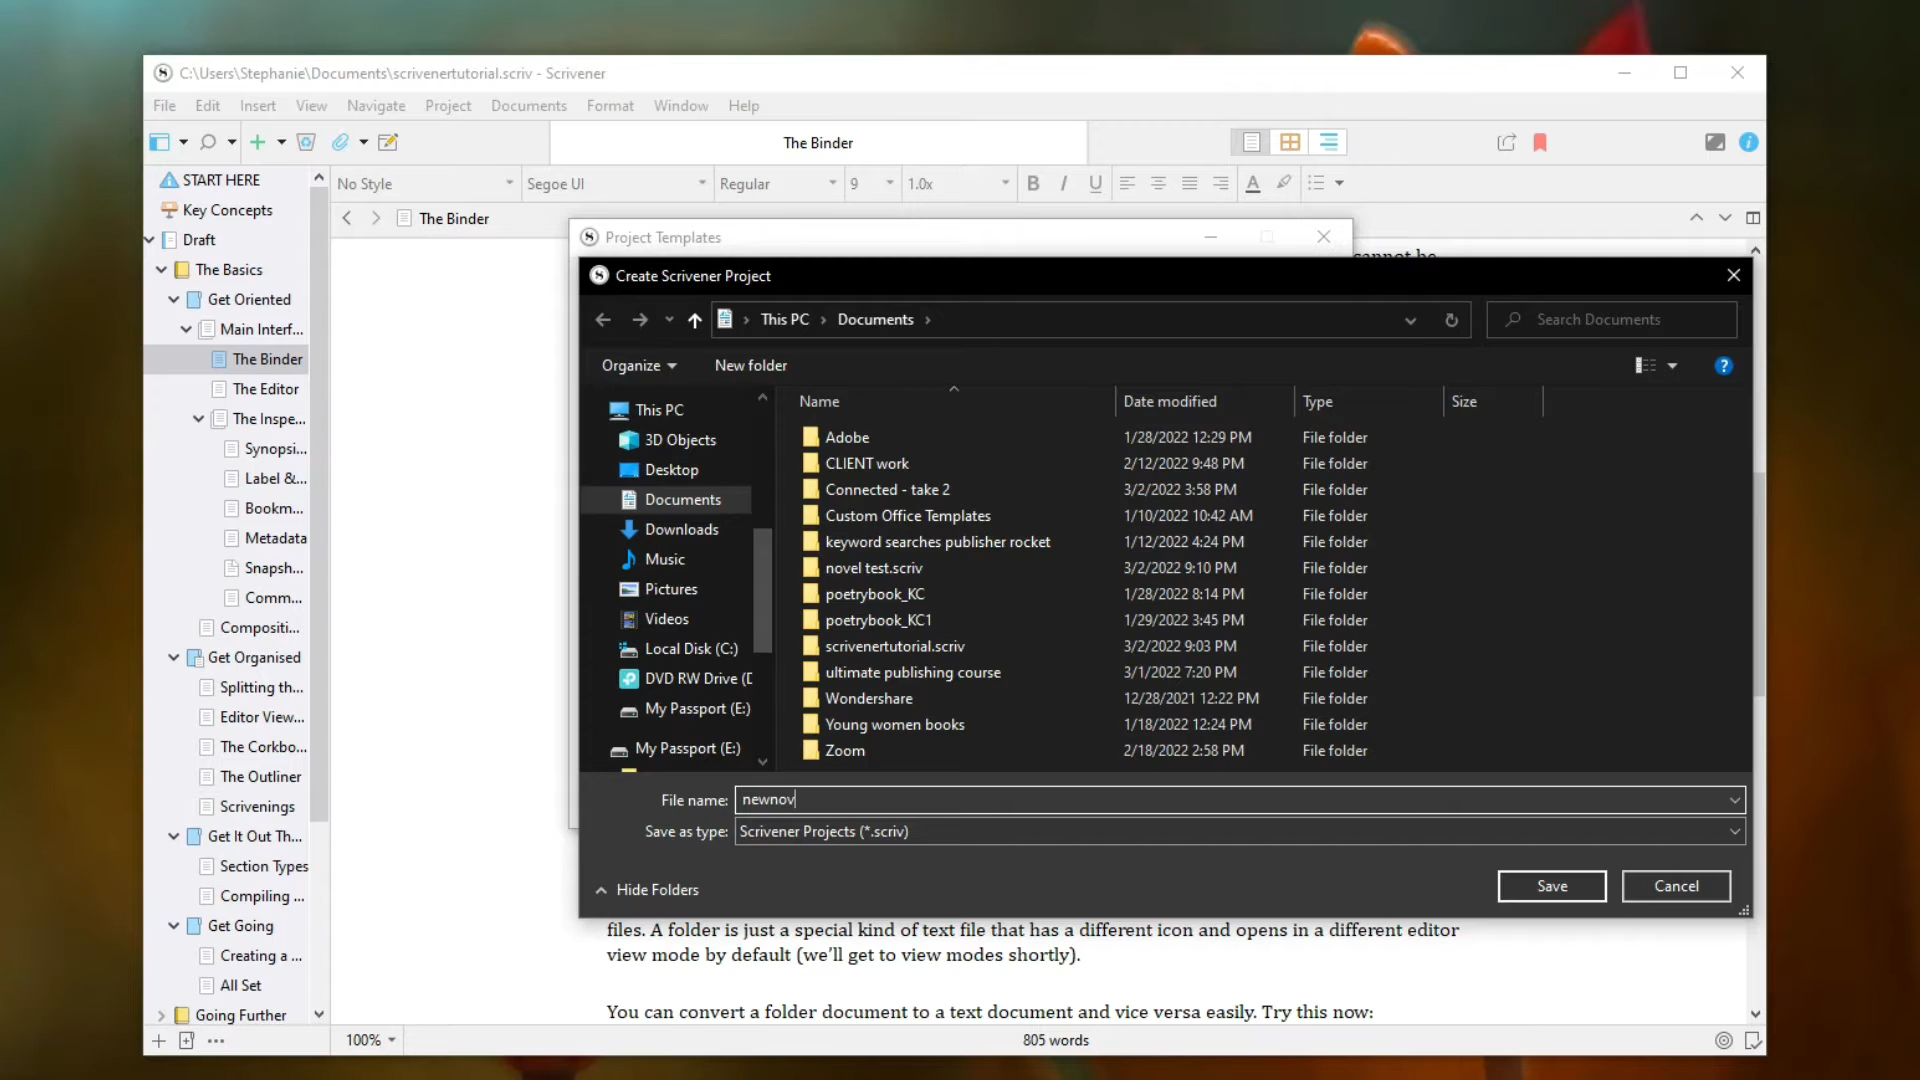 C:\Users\Stephanie\Documents\scrivenertutorial.scriv - Scrivener
File Edit Insert View Navigate Project Documents Format Window Help
The Binder
No Style Segoe UI Regular 9 1.0x B I U A
The Binder
START HERE
Key Concepts
Draft
The Basics
Get Oriented
Main Interf...
The Binder
The Editor
The Inspe...
Synopsi...
Label &...
Bookm...
Metadata
Snapsh...
Comm...
Compositi...
Get Organised
Splitting th...
Editor View...
The Corkbo...
The Outliner
Scrivenings
Get It Out Th...
Section Types
Compiling ...
Get Going
Creating a ...
All Set
Going Further
Project Templates
cannot be
Create Scrivener Project
This PC > Documents >
Search Documents
Organize
New folder
This PC
3D Objects
Desktop
Documents
Downloads
Music
Pictures
Videos
Local Disk (C:)
DVD RW Drive (D
My Passport (E:)
My Passport (E:)
Name Date modified Type Size
Adobe 1/28/2022 12:29 PM File folder
CLIENT work 2/12/2022 9:48 PM File folder
Connected - take 2 3/2/2022 3:58 PM File folder
Custom Office Templates 1/10/2022 10:42 AM File folder
keyword searches publisher rocket 1/12/2022 4:24 PM File folder
novel test.scriv 3/2/2022 9:10 PM File folder
poetrybook_KC 1/28/2022 8:14 PM File folder
poetrybook_KC1 1/29/2022 3:45 PM File folder
scrivenertutorial.scriv 3/2/2022 9:03 PM File folder
ultimate publishing course 3/1/2022 7:20 PM File folder
Wondershare 12/28/2021 12:22 PM File folder
Young women books 1/18/2022 12:24 PM File folder
Zoom 2/18/2022 2:58 PM File folder
File name: newnov
Save as type: Scrivener Projects (*.scriv)
Hide Folders
Save
Cancel
files. A folder is just a special kind of text file that has a different icon and opens in a different editor
view mode by default (we’ll get to view modes shortly).
You can convert a folder document to a text document and vice versa easily. Try this now:
100%
805 words